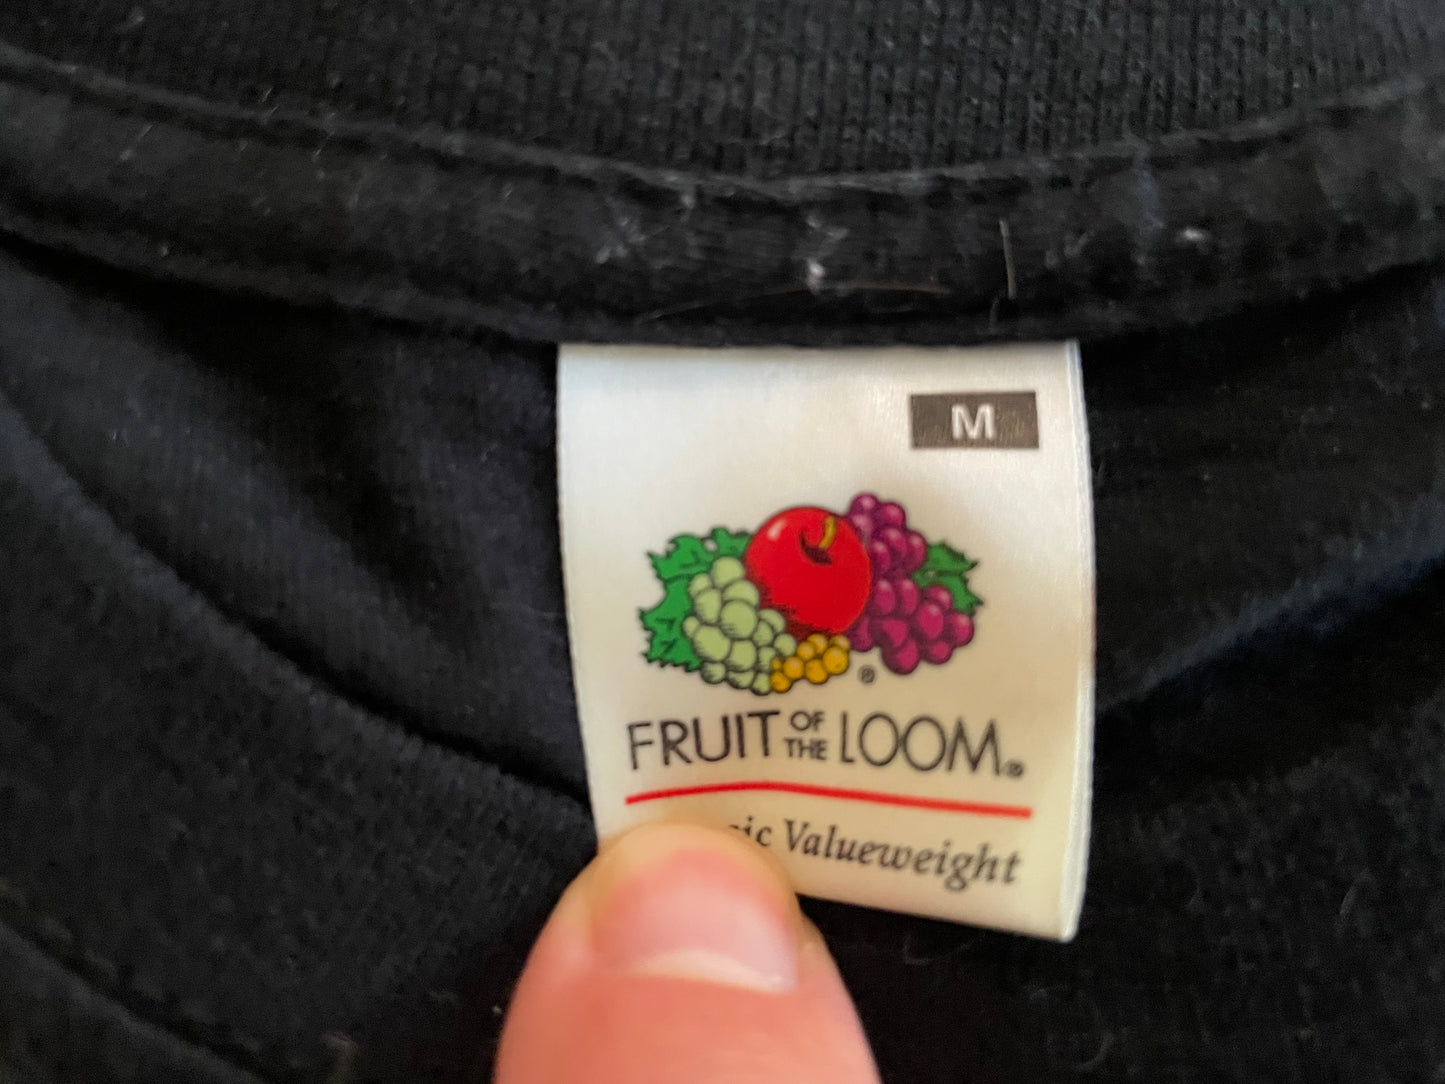 M
®
FRUIT OF THE LOOM®
ic Valueweight